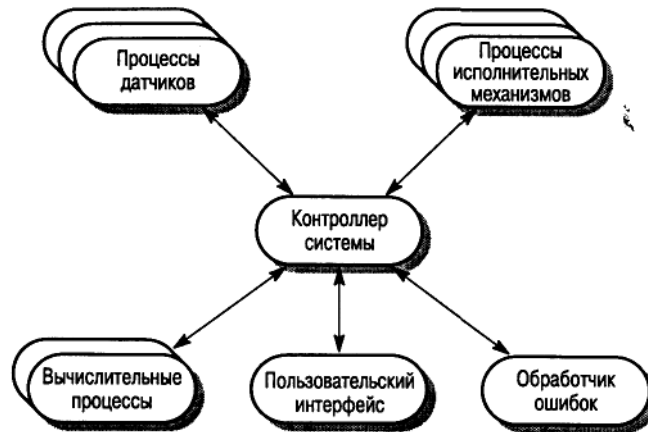 Процессы
датчиков
Процессы
исполнительных
механизмов
Контроллер
системы
Вычислительные
процессы
Пользовательский
интерфейс
Обработчик
ошибок